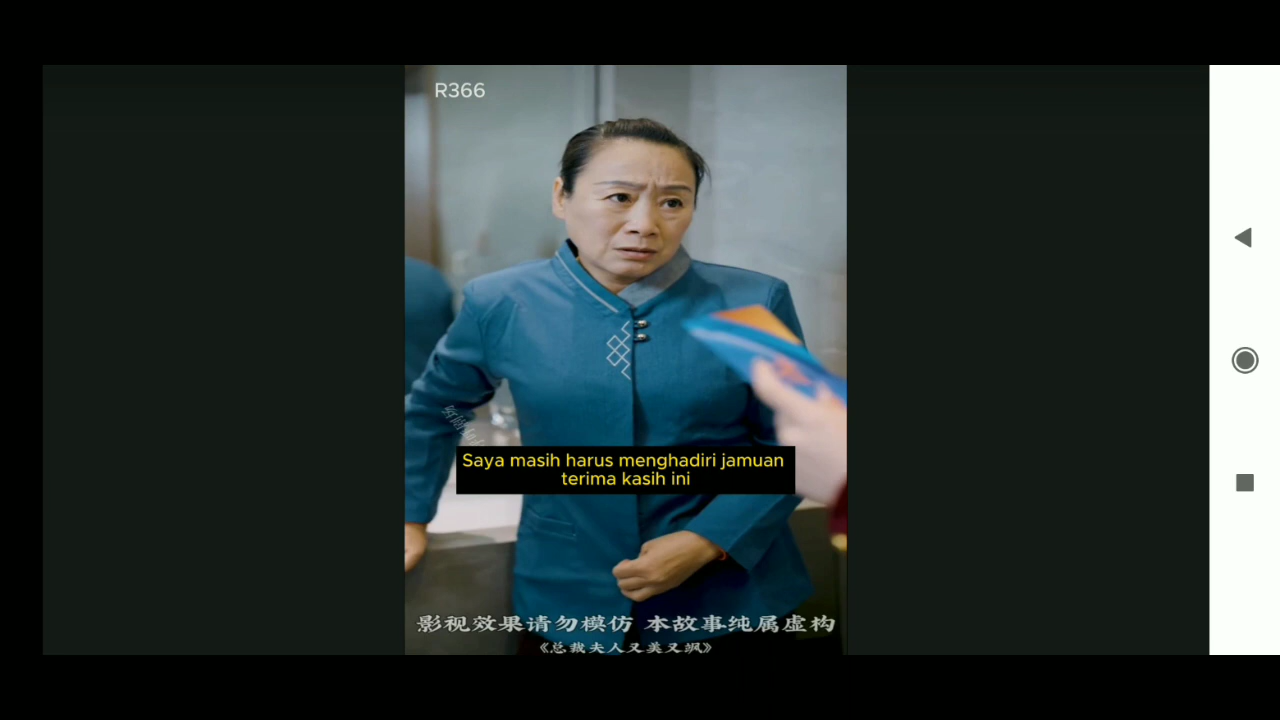 R366
Saya masih harus menghadiri jamuan
terima kasih ini
影视效果请勿模仿 本故事纯属虚构
《总裁夫人又美又飒》